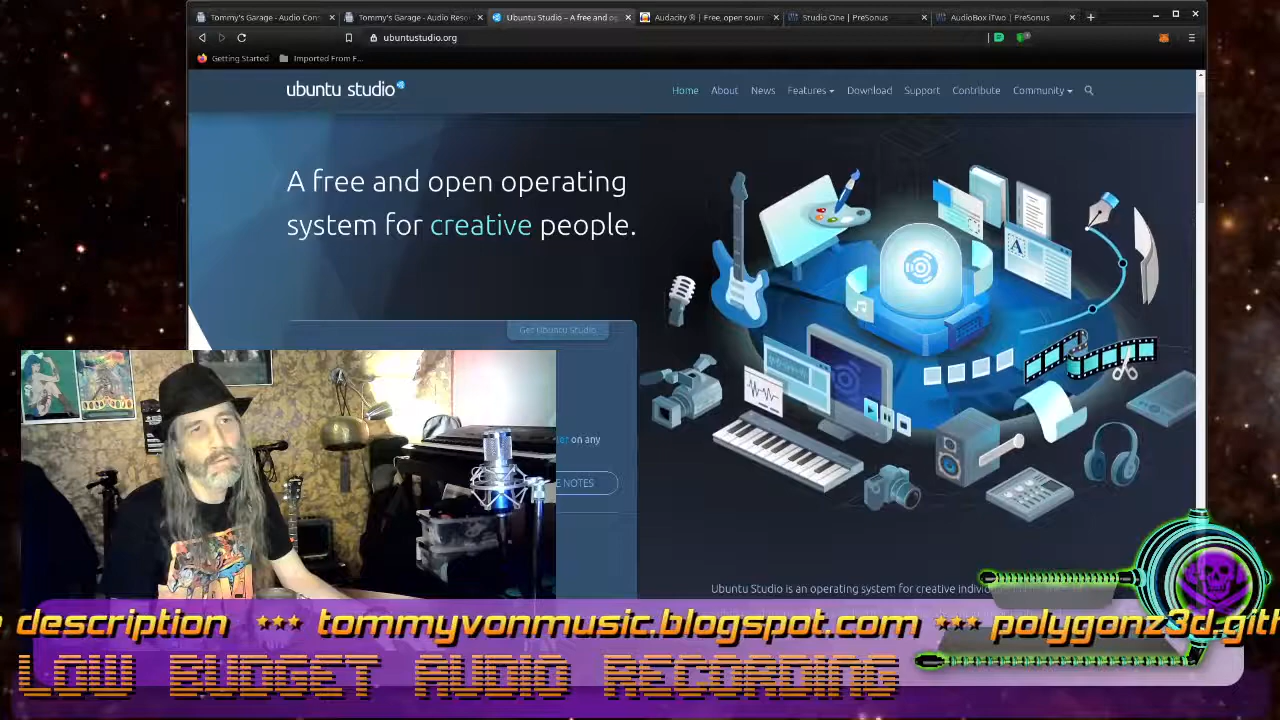 Tommy's Garage - Audio Con
Tommy's Garage - Audio Reso
Ubuntu Studio – A free and op
Audacity ® | Free, open sour
Studio One | PreSonus
AudioBox iTwo | PreSonus
ubuntustudio.org
Getting Started
Imported From F...
ubuntu studio
Home
About
News
Features
Download
Support
Contribute
Community
A free and open operating
system for creative people.
Get Ubuntu Studio
on any
NOTES
A
Ubuntu Studio is an operating system for creative individ
description *** tommyvonmusic.blogspot.com *** polygonz3d.gith
LOW BUDGET AUDIO RECORDING